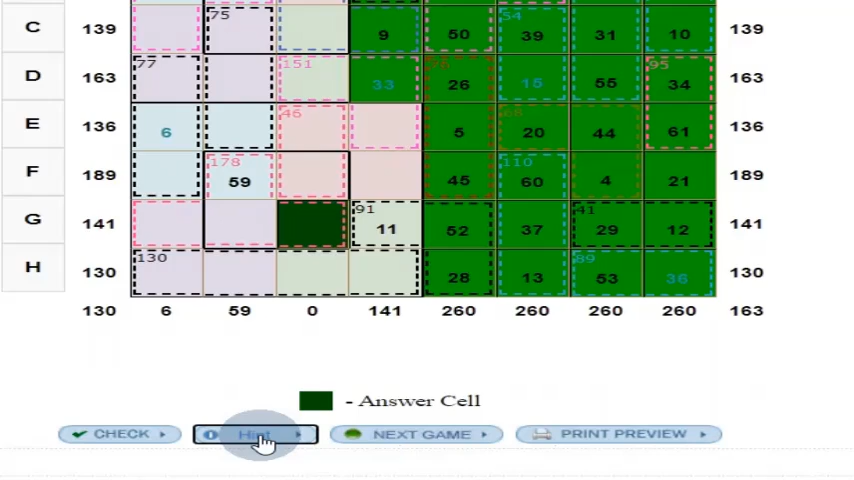 C 139 75 9 50 54 39 31 10 139
D 163 77 151 33 26 15 55 95 34 163
E 136 6 46 5 20 44 61 136
F 189 178 59 45 110 60 4 21 189
G 141 91 11 52 37 41 29 12 141
H 130 130 28 13 89 53 36 130
130 6 59 0 141 260 260 260 260 163
- Answer Cell
CHECK Hint NEXT GAME PRINT PREVIEW